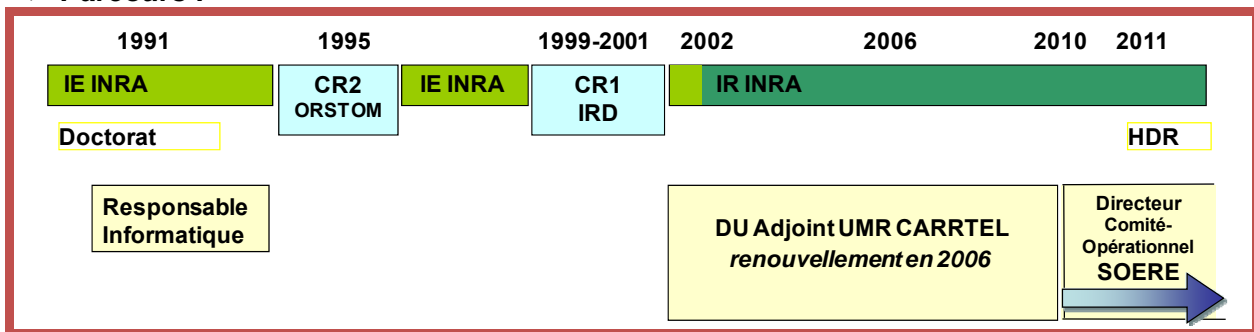 1991 1995 1999-2001 2002 2006 2010 2011
IE INRA CR2 IE INRA CR1 IR INRA
ORSTOM IRD
Doctorat HDR
Responsable
Informatique
DU Adjoint UMR CARRTEL
renouvellement en 2006
Directeur
Comité-
Opérationnel
SOERE